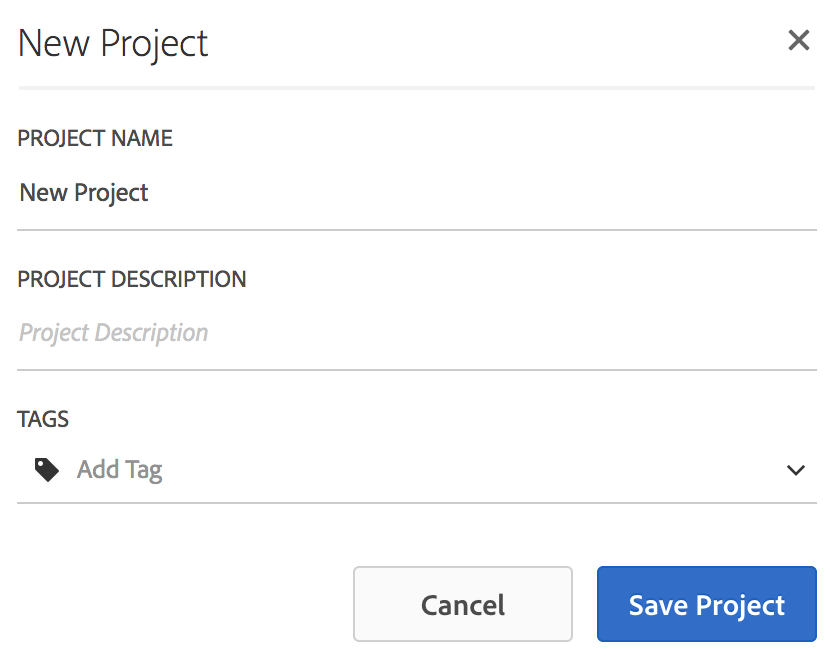 New Project
PROJECT NAME
New Project
PROJECT DESCRIPTION
Project Description
TAGS
Add Tag
Cancel
Save Project